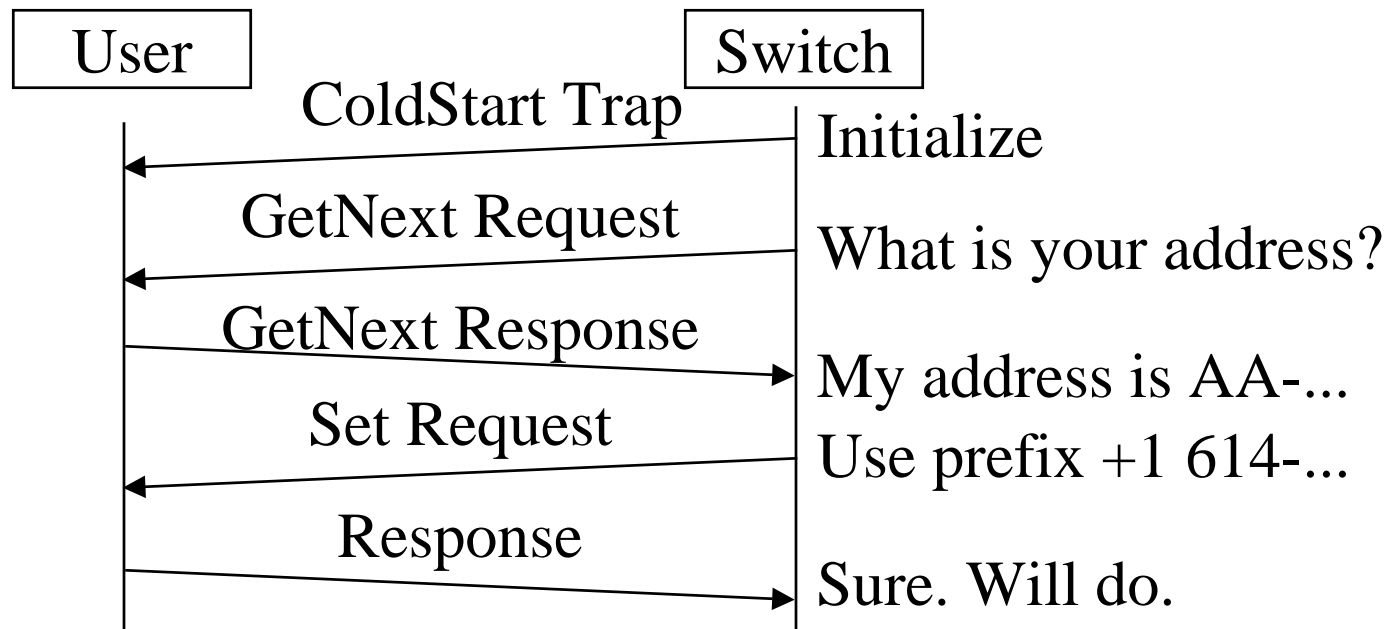 User
Switch
ColdStart Trap
Initialize
GetNext Request
What is your address?
GetNext Response
My address is AA-...
Set Request
Use prefix +1 614-...
Response
Sure. Will do.